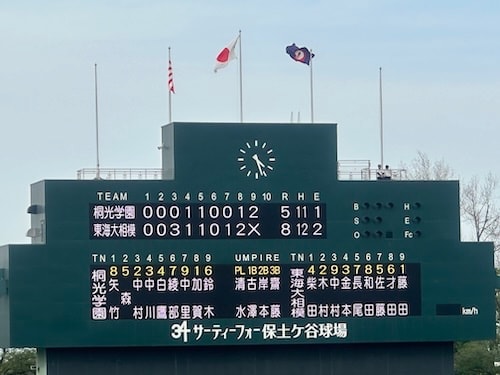 TEAM 1 2 3 4 5 6 7 8 9 10 R H E
桐光学園 0 0 0 1 1 0 0 1 2 5 11 1
東海大相模 0 0 3 1 1 0 1 2 X 8 12 2
B H
S E
O Fc
TN 1 2 3 4 5 6 7 8 9
桐光学園
8 5 2 3 4 7 9 1 6
矢竹
森
中村
中川
白鷹
綾部
中里
加賀
鈴木
UMPIRE
PL 1B 2B 3B
清水
古澤
岸本
齋藤
TN 1 2 3 4 5 6 7 8 9
東海大相模
4 2 9 3 7 8 5 6 1
柴田
木村
中村
金本
長尾
和田
佐藤
才田
藤田
km/h
サーティーフォー保土ケ谷球場